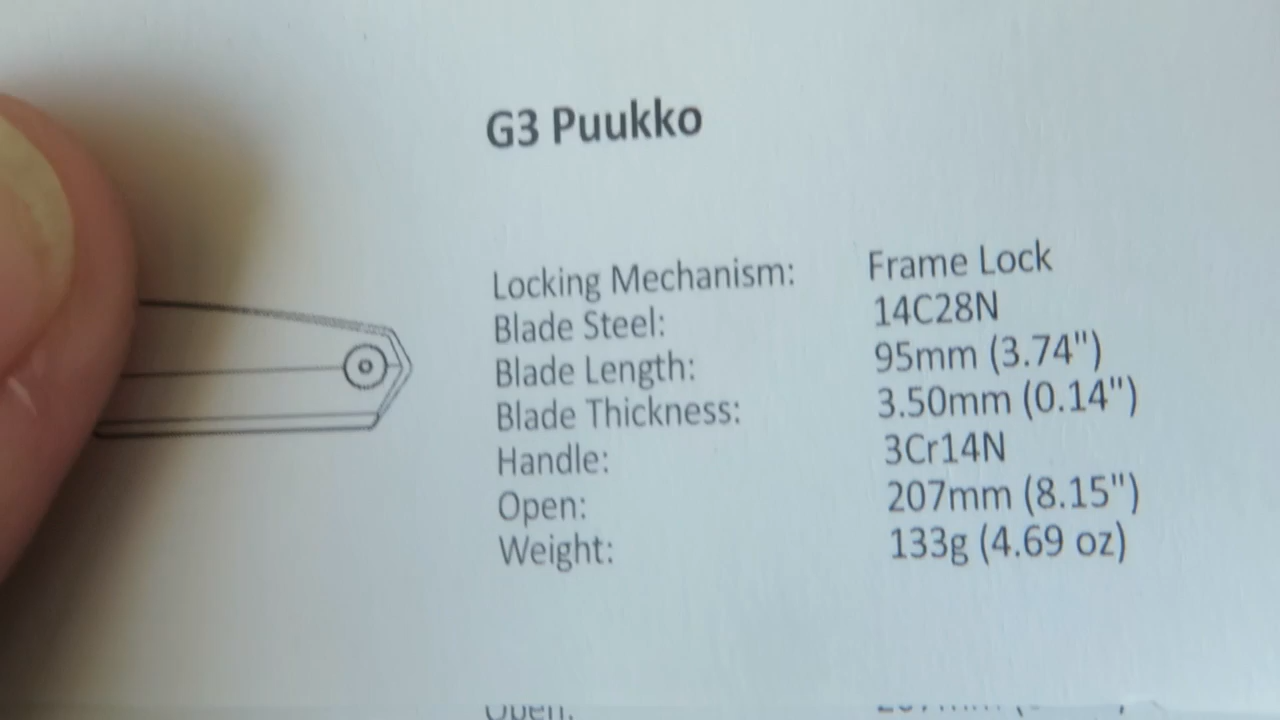 G3 Puukko
Locking Mechanism: Frame Lock
Blade Steel: 14C28N
Blade Length: 95mm (3.74")
Blade Thickness: 3.50mm (0.14")
Handle: 3Cr14N
Open: 207mm (8.15")
Weight: 133g (4.69 oz)
Open: